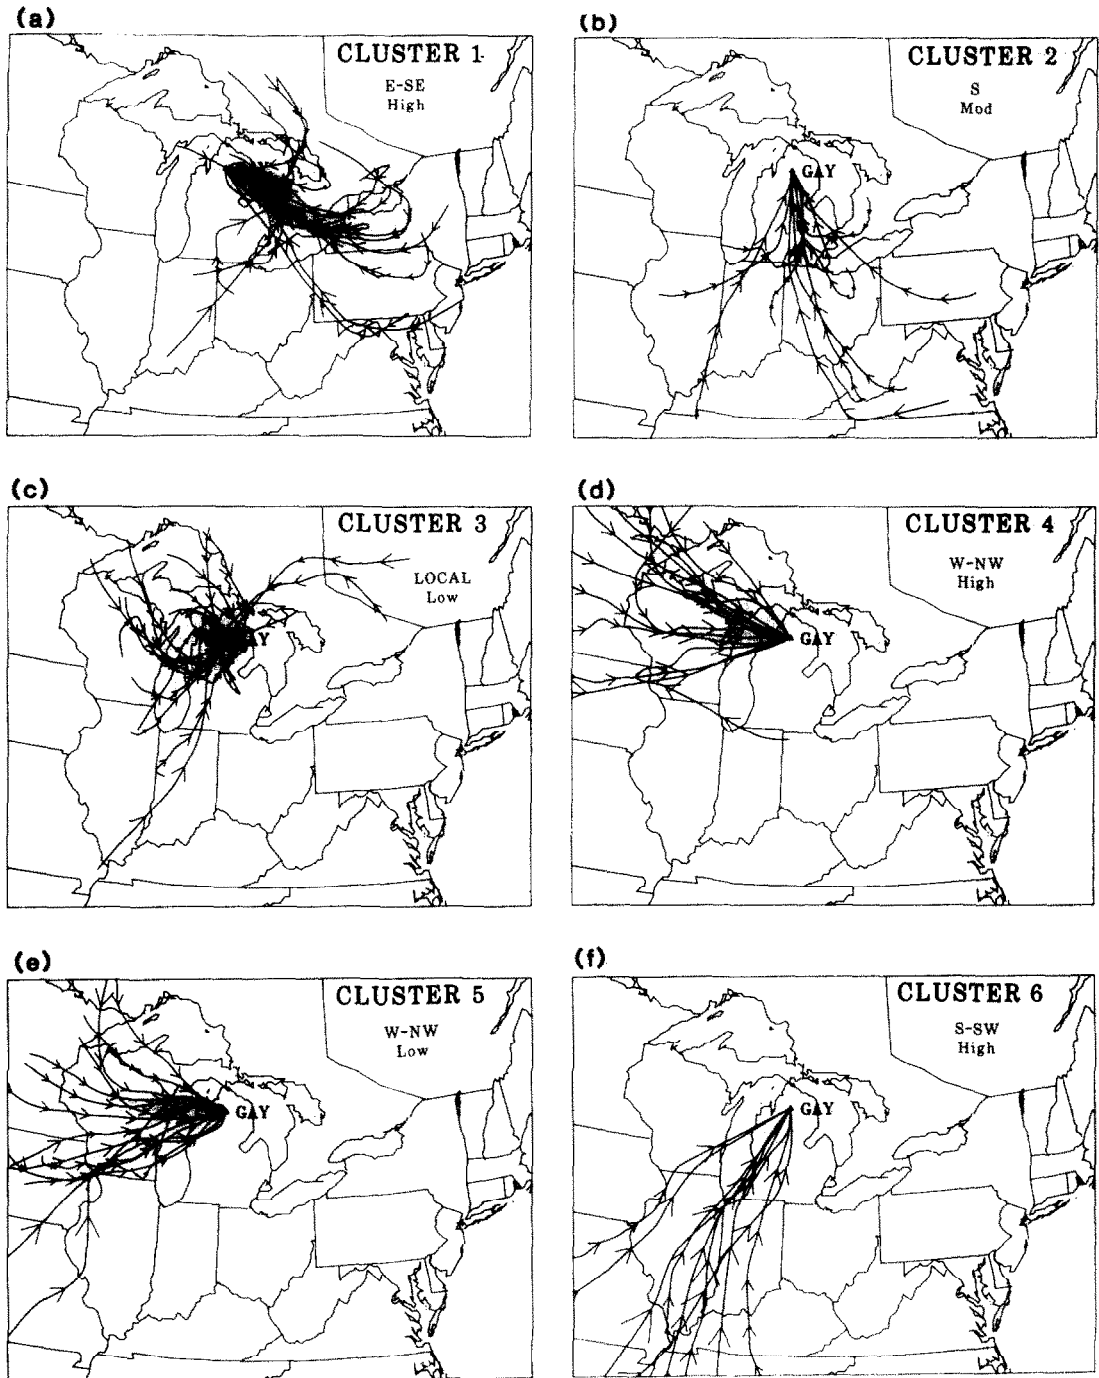 (a)
CLUSTER 1
E-SE
High
(b)
CLUSTER 2
S
Mod
GAY
(c)
CLUSTER 3
LOCAL
Low
(d)
CLUSTER 4
W-NW
High
GAY
(e)
CLUSTER 5
W-NW
Low
GAY
(f)
CLUSTER 6
S-SW
High
GAY